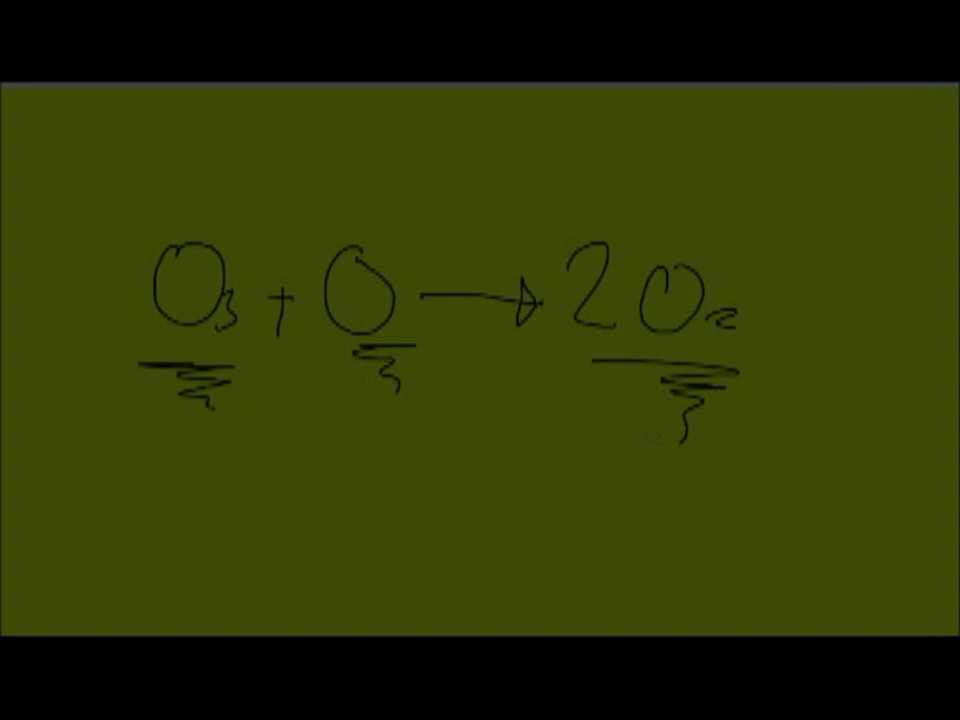 O₃ + O → 2O₂